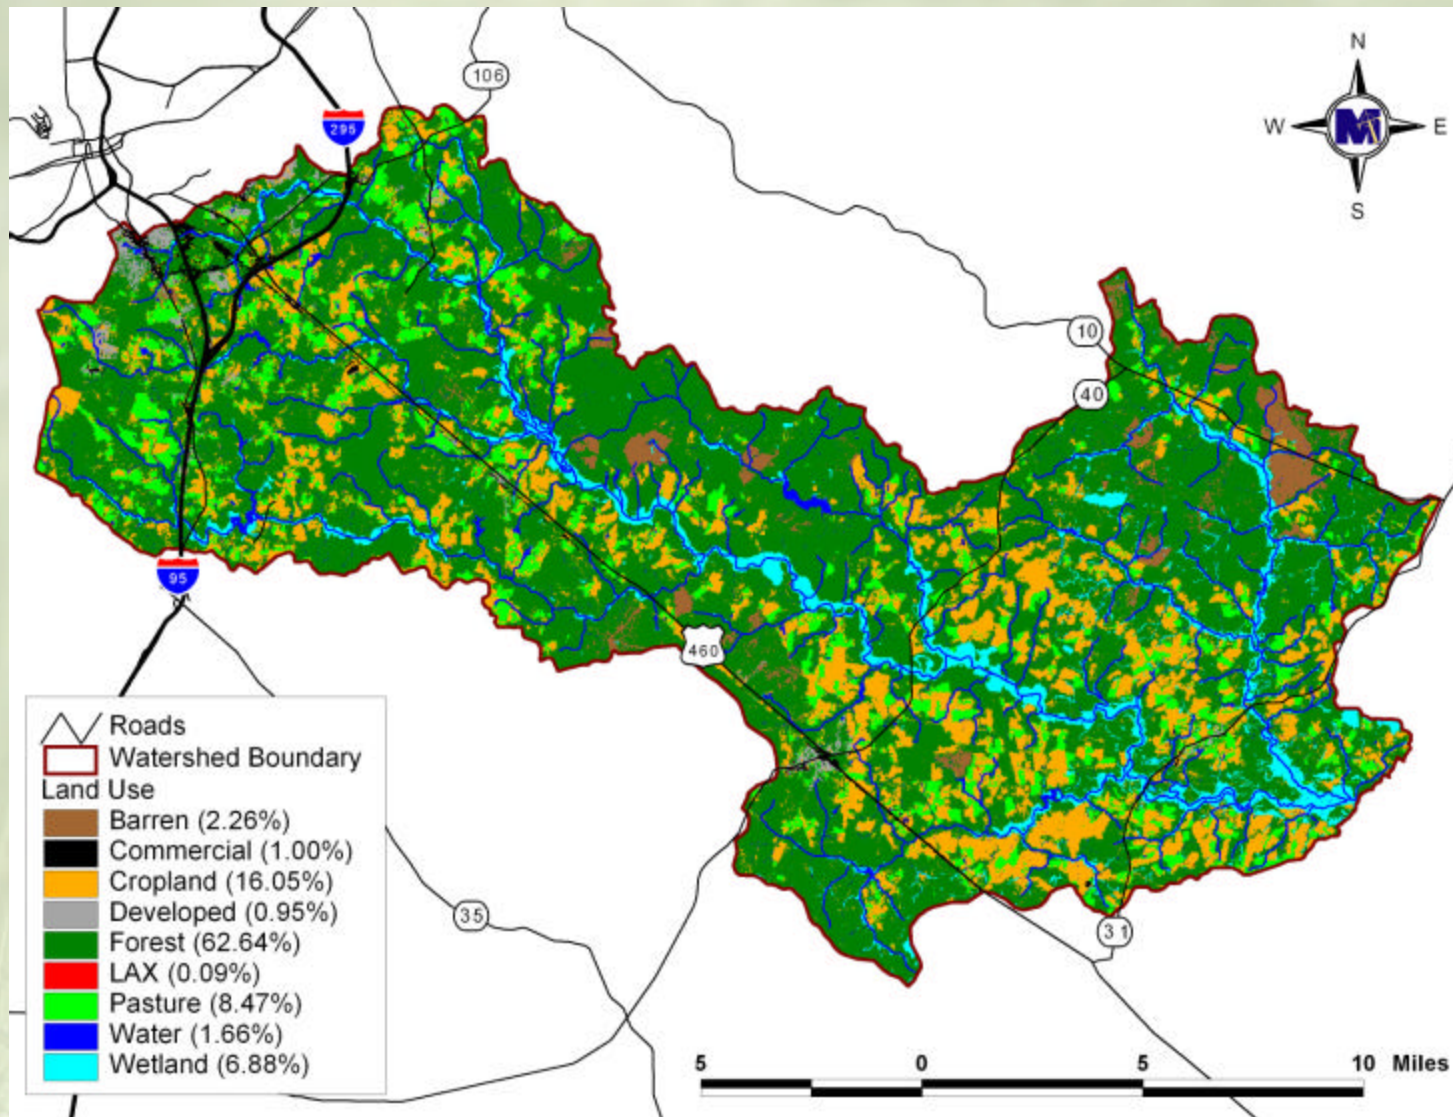 N
W
E
S
M
106
295
10
40
95
460
35
31
Roads
Watershed Boundary
Land Use
Barren (2.26%)
Commercial (1.00%)
Cropland (16.05%)
Developed (0.95%)
Forest (62.64%)
LAX (0.09%)
Pasture (8.47%)
Water (1.66%)
Wetland (6.88%)
5 0 5 10 Miles